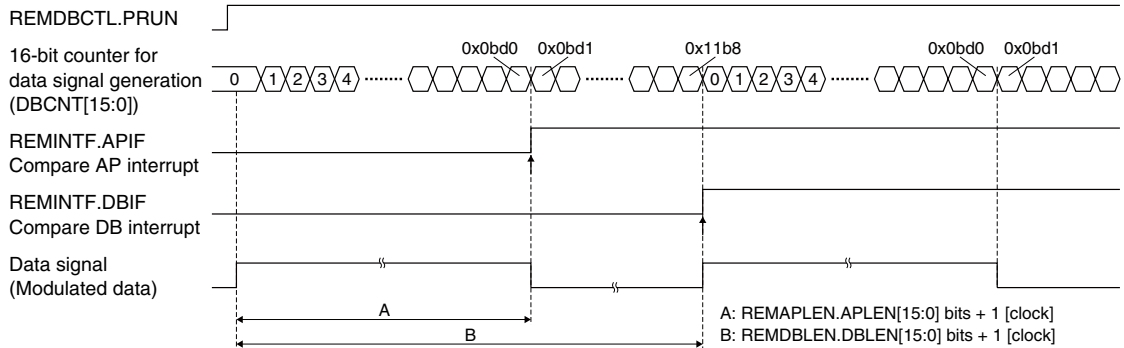 REMDBCTL.PRUN
16-bit counter for
data signal generation
(DBCNT[15:0])
0x0bd0 0x0bd1 0x11b8 0x0bd0 0x0bd1
0 1 2 3 4 0 1 2 3 4
REMINTF.APIF
Compare AP interrupt
REMINTF.DBIF
Compare DB interrupt
Data signal
(Modulated data)
A
B
A: REMAPLEN.APLEN[15:0] bits + 1 [clock]
B: REMDBLEN.DBLEN[15:0] bits + 1 [clock]